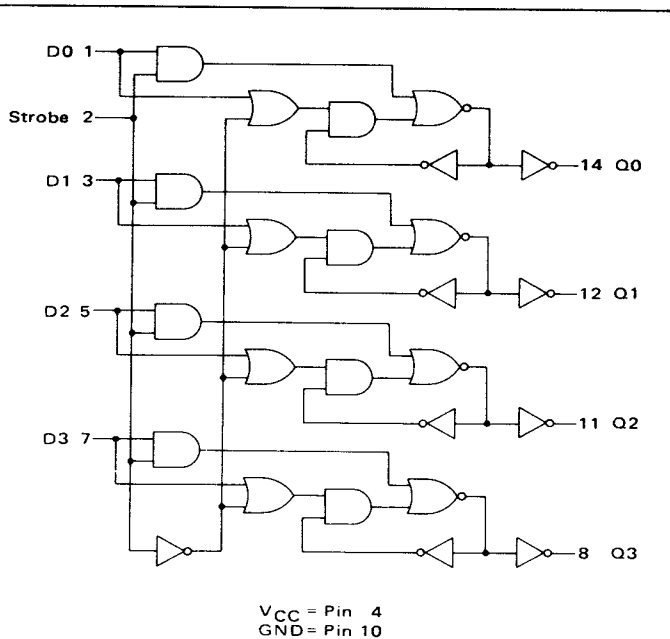 D0 1
Strobe 2
14 Q0
D1 3
12 Q1
D2 5
11 Q2
D3 7
8 Q3
VCC = Pin 4
GND = Pin 10